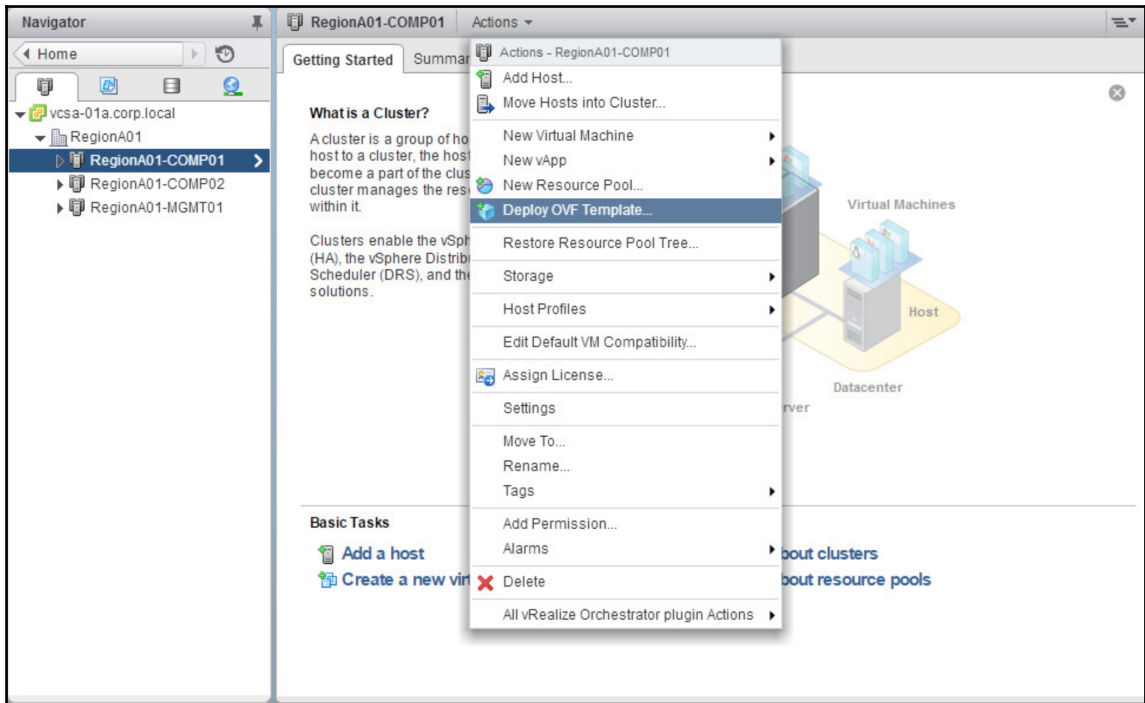 Navigator
Home
vcsa-01a.corp.local
RegionA01
RegionA01-COMP01
RegionA01-COMP02
RegionA01-MGMT01
RegionA01-COMP01
Actions
Getting Started
Summar
What is a Cluster?
A cluster is a group of ho
host to a cluster, the host
become a part of the clus
cluster manages the res
within it.
Clusters enable the vSph
(HA), the vSphere Distrib
Scheduler (DRS), and the
solutions.
Actions - RegionA01-COMP01
Add Host...
Move Hosts into Cluster...
New Virtual Machine
New vApp
New Resource Pool...
Deploy OVF Template...
Restore Resource Pool Tree...
Storage
Host Profiles
Edit Default VM Compatibility...
Assign License...
Settings
Move To...
Rename...
Tags
Add Permission...
Alarms
Delete
All vRealize Orchestrator plugin Actions
Virtual Machines
Host
Datacenter
rver
Basic Tasks
Add a host
Create a new virt
bout clusters
bout resource pools